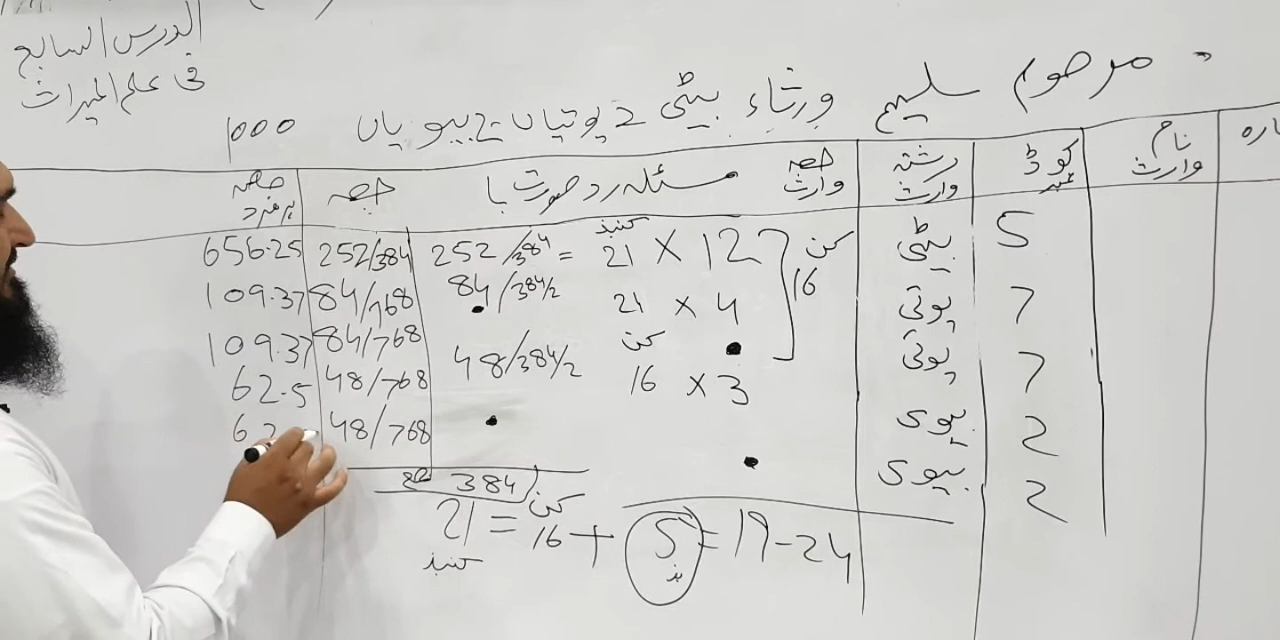 الدرس السابع
فی علم المیراث
مرحوم سلیم ورثاء بیٹی 2 پوتیاں 2 بیویاں
1000
نام وارث
کوڈ نمبر
رشتہ وارث
حصہ وارث
مسئلہ رد صورت با
حصہ
حصہ ہر فرد
5 بیٹی 21 × 12 = 252/384 252/384 656.25
7 پوتی 21 × 4 84/384/2 84/768 109.37
7 پوتی 84/768 109.37
2 بیوی 16 × 3 48/384/2 48/768 62.5
2 بیوی 48/768 62
16
384
21 = 16 + 5 = 19 - 24